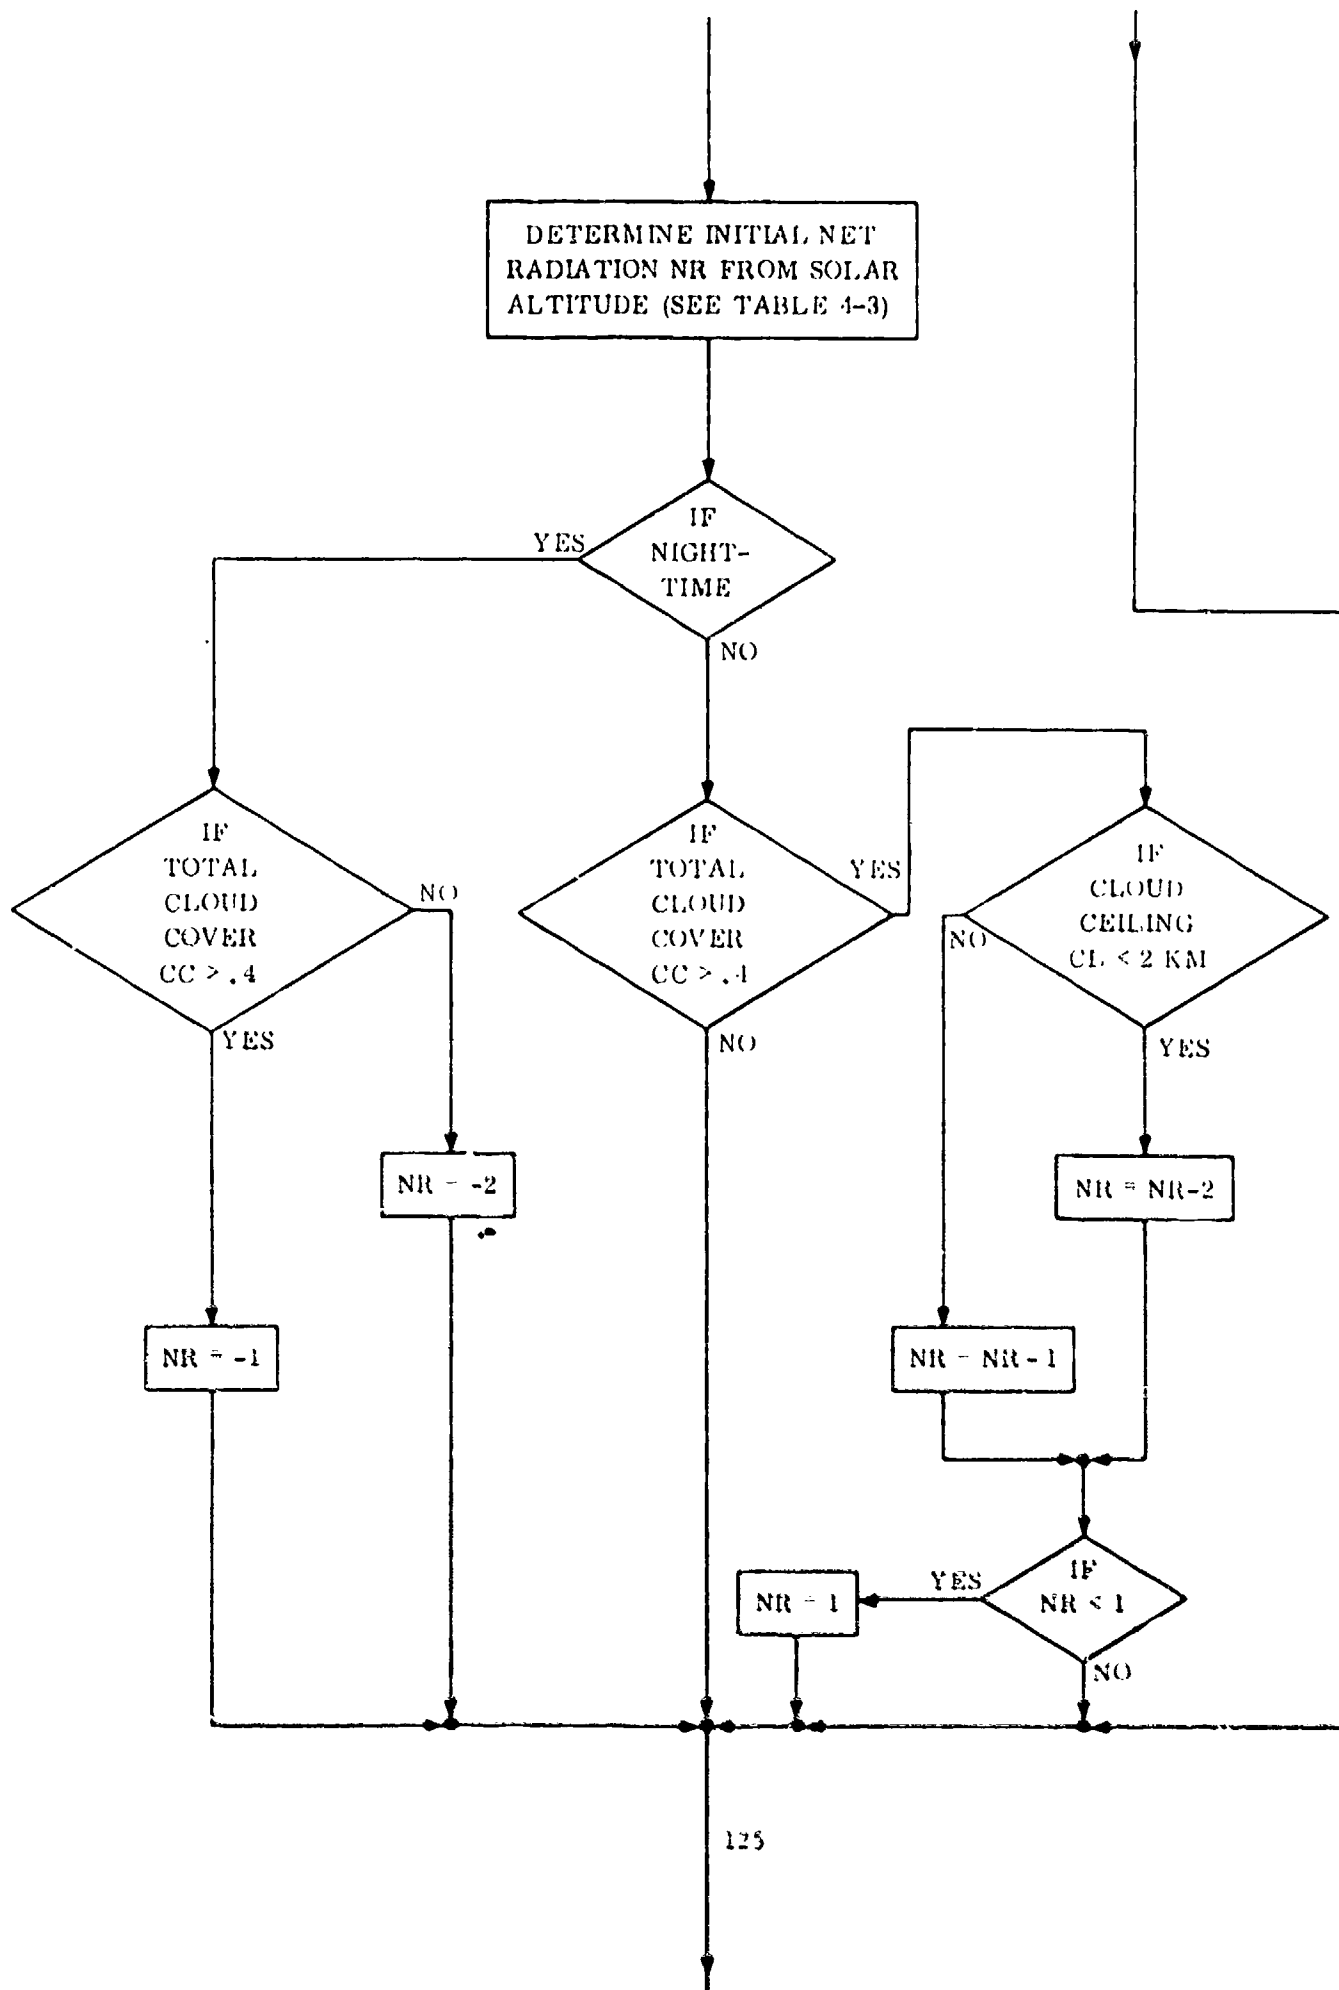 DETERMINE INITIAL NET
RADIATION NR FROM SOLAR
ALTITUDE (SEE TABLE 4-3)
IF
NIGHT-
TIME
YES
NO
IF
TOTAL
CLOUD
COVER
CC > .4
NO
YES
IF
TOTAL
CLOUD
COVER
CC > .4
YES
NO
IF
CLOUD
CEILING
CL < 2 KM
NO
YES
NR = -2
NR = NR-2
NR = -1
NR = NR-1
IF
NR < 1
YES
NO
NR = 1
125